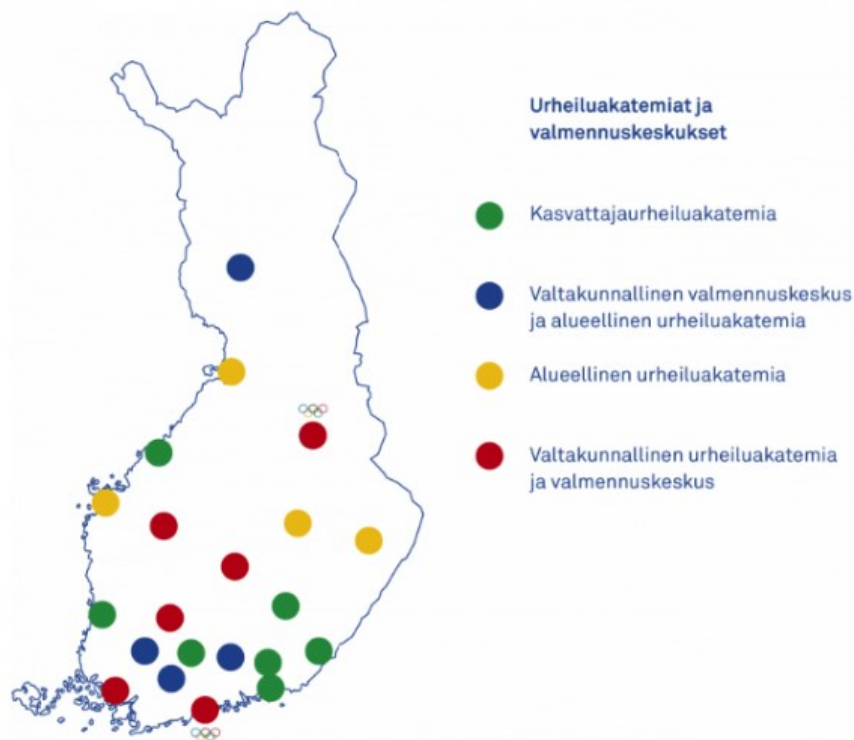 Urheiluakatemiat ja
valmennuskeskukset
Kasvattajaurheiluakatemia
Valtakunnallinen valmennuskeskus
ja alueellinen urheiluakatemia
Alueellinen urheiluakatemia
Valtakunnallinen urheiluakatemia
ja valmennuskeskus